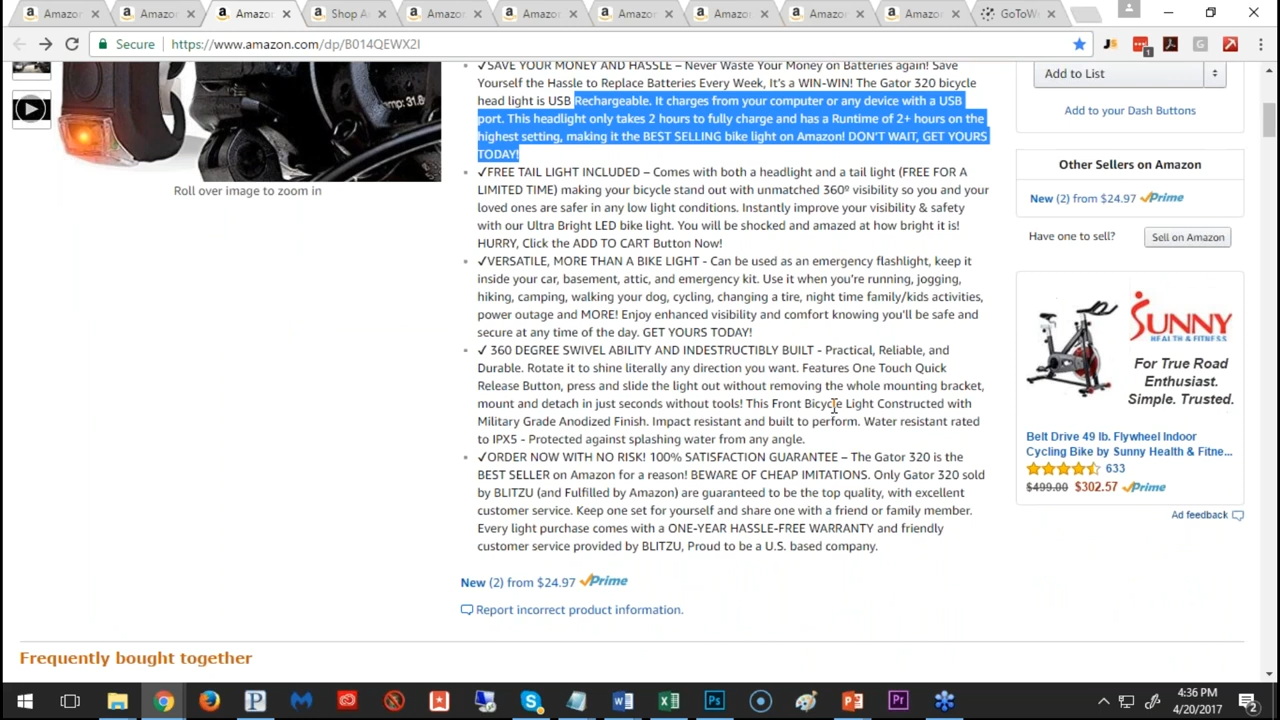 Amazon
Amazon
Amazon
Shop A
Amazon
Amazon
Amazon
Amazon
Amazon
Amazon
GoToW
Secure
https://www.amazon.com/dp/B014QEWX2I
✓SAVE YOUR MONEY AND HASSLE – Never Waste Your Money on Batteries again! Save
Yourself the Hassle to Replace Batteries Every Week, It's a WIN-WIN! The Gator 320 bicycle
head light is USB Rechargeable. It charges from your computer or any device with a USB
port. This headlight only takes 2 hours to fully charge and has a Runtime of 2+ hours on the
highest setting, making it the BEST SELLING bike light on Amazon! DON'T WAIT, GET YOURS
TODAY!
✓FREE TAIL LIGHT INCLUDED – Comes with both a headlight and a tail light (FREE FOR A
LIMITED TIME) making your bicycle stand out with unmatched 360º visibility so you and your
loved ones are safer in any low light conditions. Instantly improve your visibility & safety
with our Ultra Bright LED bike light. You will be shocked and amazed at how bright it is!
HURRY, Click the ADD TO CART Button Now!
✓VERSATILE, MORE THAN A BIKE LIGHT - Can be used as an emergency flashlight, keep it
inside your car, basement, attic, and emergency kit. Use it when you're running, jogging,
hiking, camping, walking your dog, cycling, changing a tire, night time family/kids activities,
power outage and MORE! Enjoy enhanced visibility and comfort knowing you'll be safe and
secure at any time of the day. GET YOURS TODAY!
✓ 360 DEGREE SWIVEL ABILITY AND INDESTRUCTIBLY BUILT - Practical, Reliable, and
Durable. Rotate it to shine literally any direction you want. Features One Touch Quick
Release Button, press and slide the light out without removing the whole mounting bracket,
mount and detach in just seconds without tools! This Front Bicycle Light Constructed with
Military Grade Anodized Finish. Impact resistant and built to perform. Water resistant rated
to IPX5 - Protected against splashing water from any angle.
✓ORDER NOW WITH NO RISK! 100% SATISFACTION GUARANTEE – The Gator 320 is the
BEST SELLER on Amazon for a reason! BEWARE OF CHEAP IMITATIONS. Only Gator 320 sold
by BLITZU (and Fulfilled by Amazon) are guaranteed to be the top quality, with excellent
customer service. Keep one set for yourself and share one with a friend or family member.
Every light purchase comes with a ONE-YEAR HASSLE-FREE WARRANTY and friendly
customer service provided by BLITZU, Proud to be a U.S. based company.
New (2) from $24.97 Prime
Report incorrect product information.
Frequently bought together
Roll over image to zoom in
Add to List
Add to your Dash Buttons
Other Sellers on Amazon
New (2) from $24.97 Prime
Have one to sell?
Sell on Amazon
SUNNY
HEALTH & FITNESS
For True Road
Enthusiast.
Simple. Trusted.
Belt Drive 49 lb. Flywheel Indoor
Cycling Bike by Sunny Health & Fitne...
633
$499.00 $302.57 Prime
Ad feedback
4:36 PM
4/20/2017